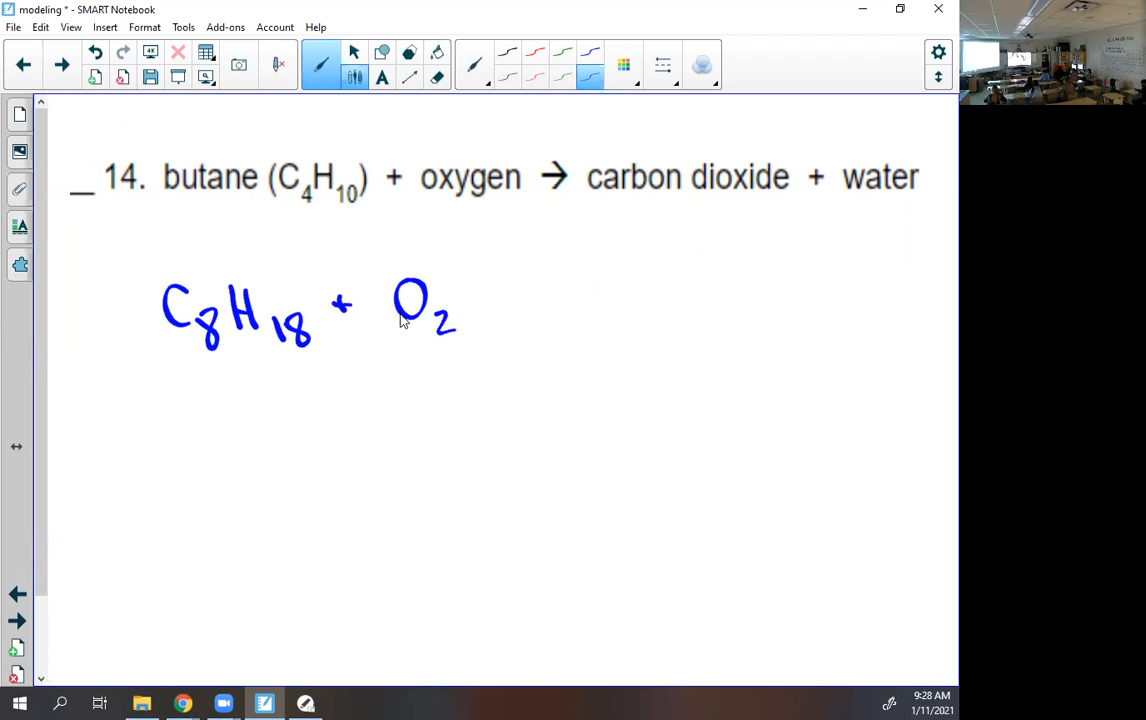 modeling * - SMART Notebook
File Edit View Insert Format Tools Add-ons Account Help
_ 14. butane (C₄H₁₀) + oxygen → carbon dioxide + water
C₈H₁₈ + O₂
9:28 AM
1/11/2021